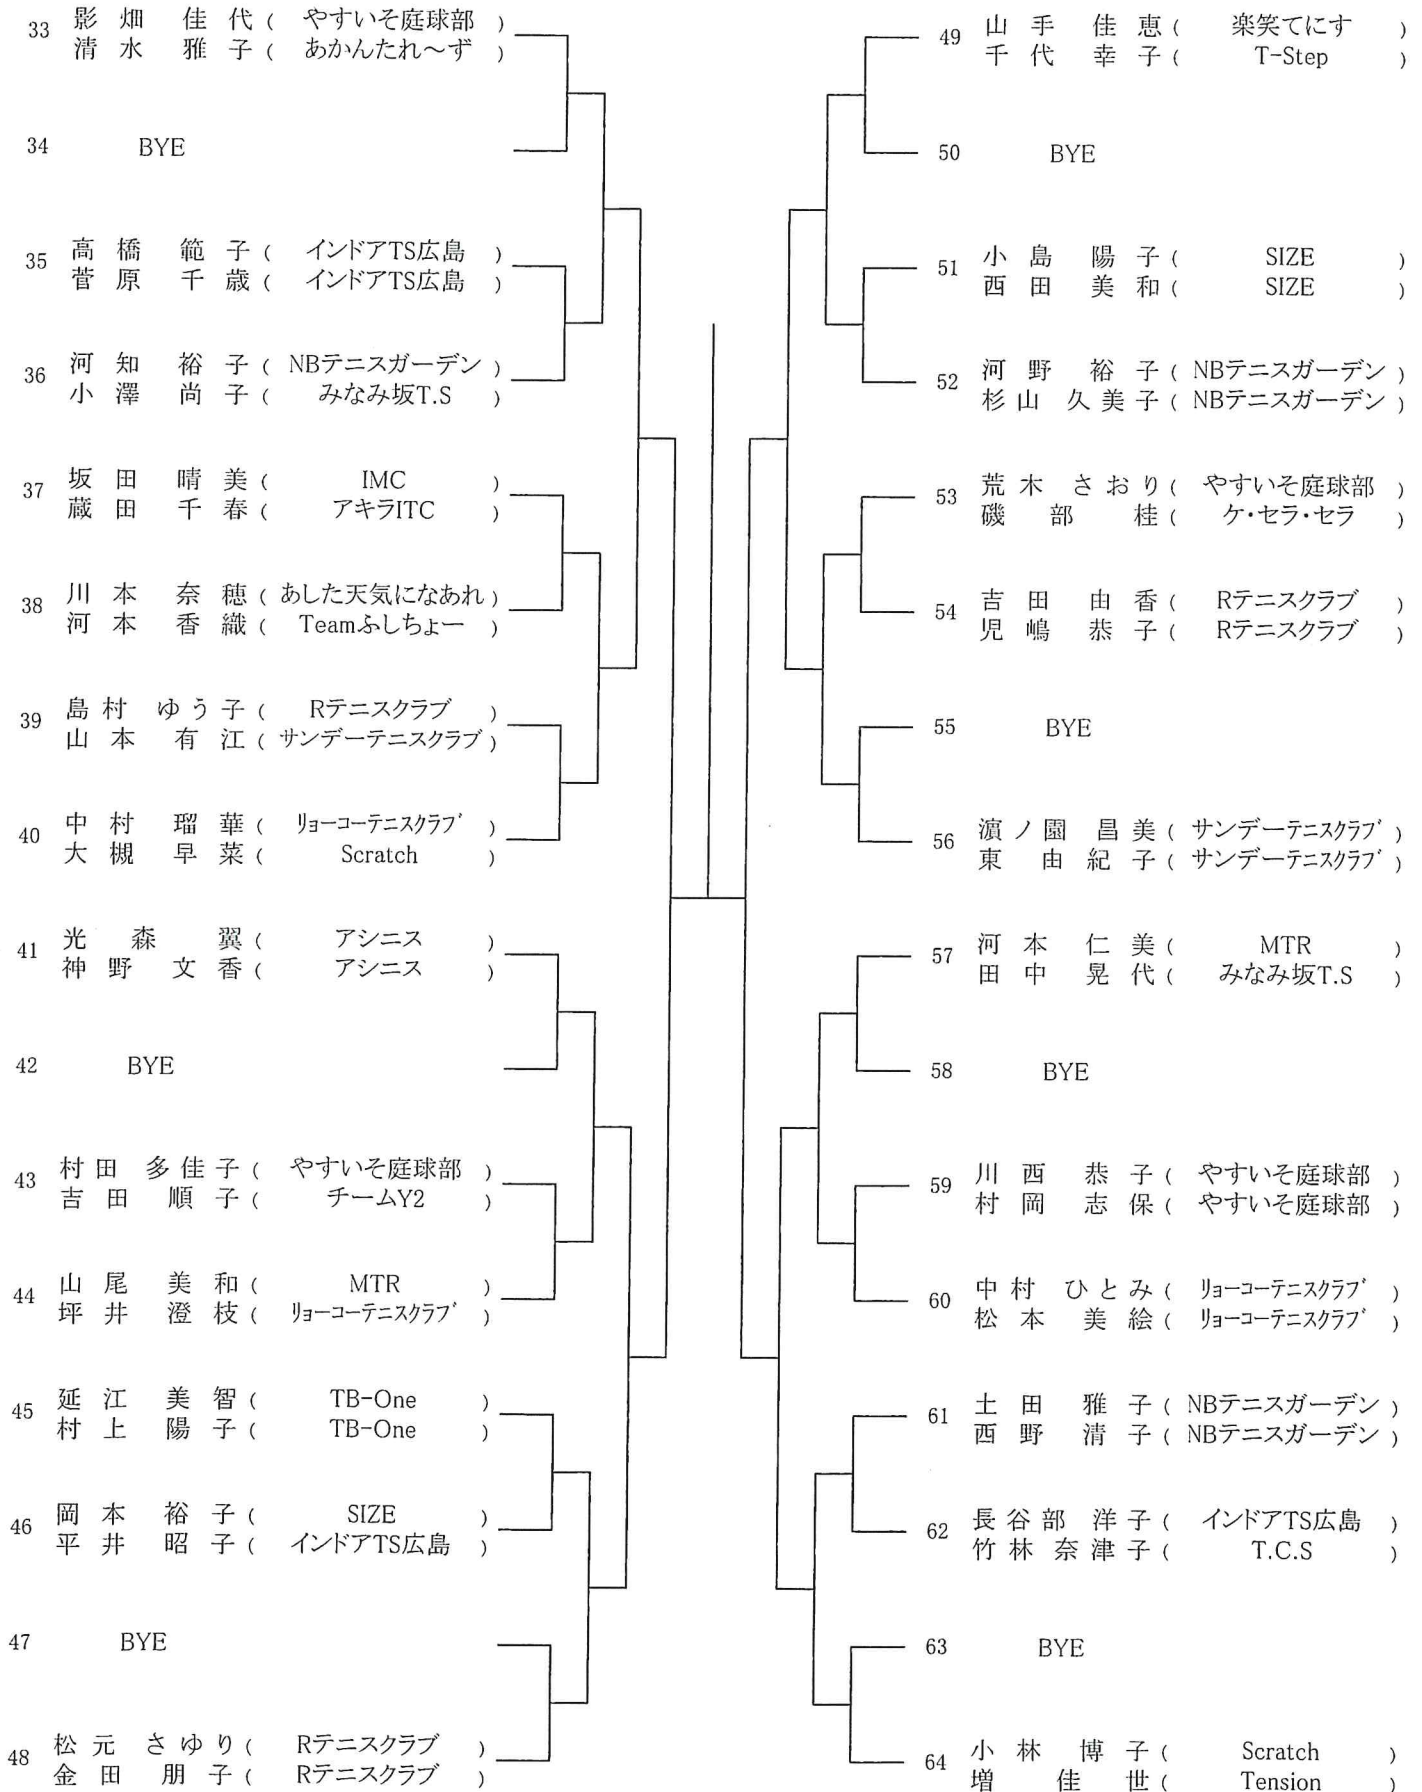 33 影畑 佳代 ( やすいそ庭球部 )
清水 雅子 ( あかんたれ～ず )
34 BYE
35 高橋 範子 ( インドアTS広島 )
菅原 千歳 ( インドアTS広島 )
36 河知 裕子 ( NBテニスガーデン )
小澤 尚子 ( みなみ坂T.S )
37 坂田 晴美 ( IMC )
蔵田 千春 ( アキラITC )
38 川本 奈穂 ( あした天気になあれ )
河本 香織 ( Teamふしちょー )
39 島村 ゆう子 ( Rテニスクラブ )
山本 有江 ( サンデーテニスクラブ )
40 中村 瑠華 ( リョーコーテニスクラブ )
大槻 早菜 ( Scratch )
41 光森 翼 ( アシニス )
神野 文香 ( アシニス )
42 BYE
43 村田 多佳子 ( やすいそ庭球部 )
吉田 順子 ( チームY2 )
44 山尾 美和 ( MTR )
坪井 澄枝 ( リョーコーテニスクラブ )
45 延江 美智 ( TB-One )
村上 陽子 ( TB-One )
46 岡本 裕子 ( SIZE )
平井 昭子 ( インドアTS広島 )
47 BYE
48 松元 さゆり ( Rテニスクラブ )
金田 朋子 ( Rテニスクラブ )
49 山手 佳恵 ( 楽笑てにす )
千代 幸子 ( T-Step )
50 BYE
51 小島 陽子 ( SIZE )
西田 美和 ( SIZE )
52 河野 裕子 ( NBテニスガーデン )
杉山 久美子 ( NBテニスガーデン )
53 荒木 さおり ( やすいそ庭球部 )
磯部 桂 ( ケ・セラ・セラ )
54 吉田 由香 ( Rテニスクラブ )
児嶋 恭子 ( Rテニスクラブ )
55 BYE
56 濵ノ園 昌美 ( サンデーテニスクラブ )
東 由紀子 ( サンデーテニスクラブ )
57 河本 仁美 ( MTR )
田中 晃代 ( みなみ坂T.S )
58 BYE
59 川西 恭子 ( やすいそ庭球部 )
村岡 志保 ( やすいそ庭球部 )
60 中村 ひとみ ( リョーコーテニスクラブ )
松本 美絵 ( リョーコーテニスクラブ )
61 土田 雅子 ( NBテニスガーデン )
西野 清子 ( NBテニスガーデン )
62 長谷部 洋子 ( インドアTS広島 )
竹林 奈津子 ( T.C.S )
63 BYE
64 小林 博子 ( Scratch )
増 佳世 ( Tension )